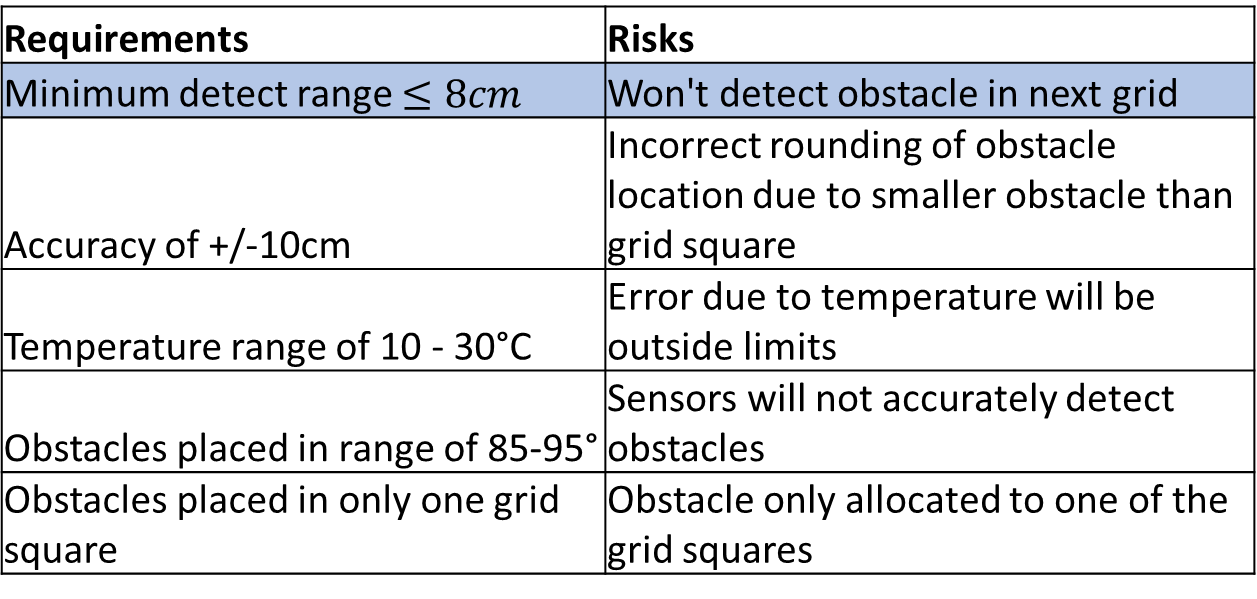 Requirements
Risks
Minimum detect range ≤ 8cm
Won't detect obstacle in next grid
Accuracy of +/-10cm
Incorrect rounding of obstacle
location due to smaller obstacle than
grid square
Temperature range of 10 - 30°C
Error due to temperature will be
outside limits
Obstacles placed in range of 85-95°
Sensors will not accurately detect
obstacles
Obstacles placed in only one grid
square
Obstacle only allocated to one of the
grid squares